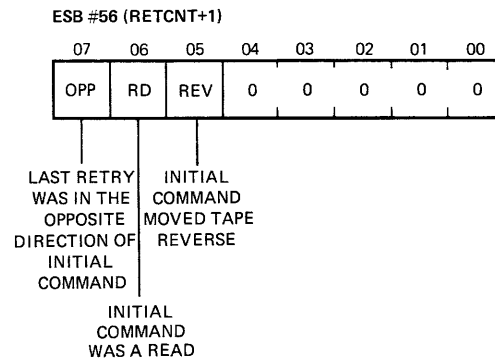 ESB #56 (RETCNT+1)
07 06 05 04 03 02 01 00
OPP RD REV 0 0 0 0 0
LAST RETRY
WAS IN THE
OPPOSITE
DIRECTION OF
INITIAL
COMMAND
INITIAL
COMMAND
MOVED TAPE
REVERSE
INITIAL
COMMAND
WAS A READ